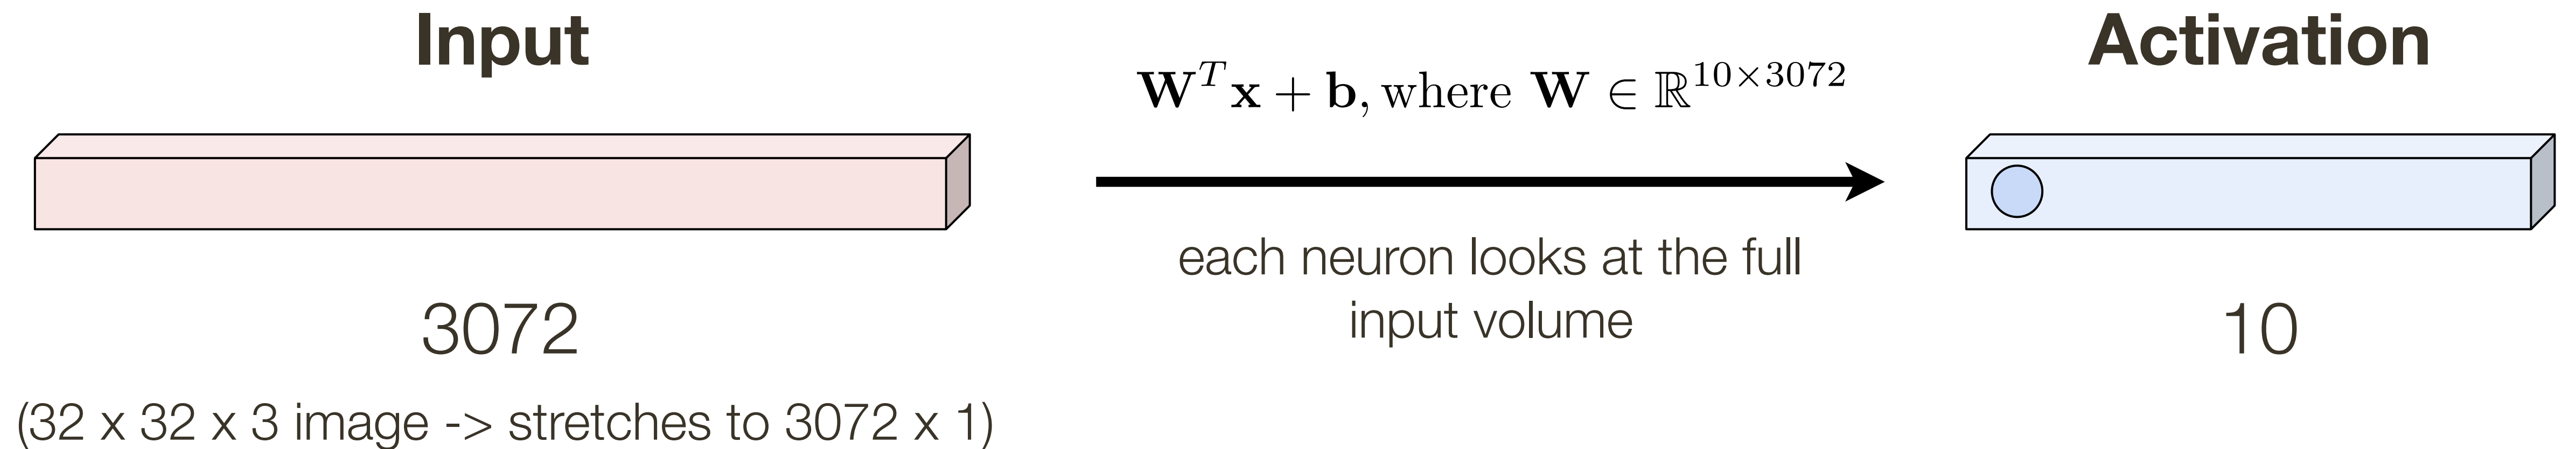 Input
Activation
𝐖^T 𝐱 + 𝐛, where 𝐖 ∈ ℝ^{10×3072}
each neuron looks at the full
input volume
3072
10
(32 x 32 x 3 image -> stretches to 3072 x 1)